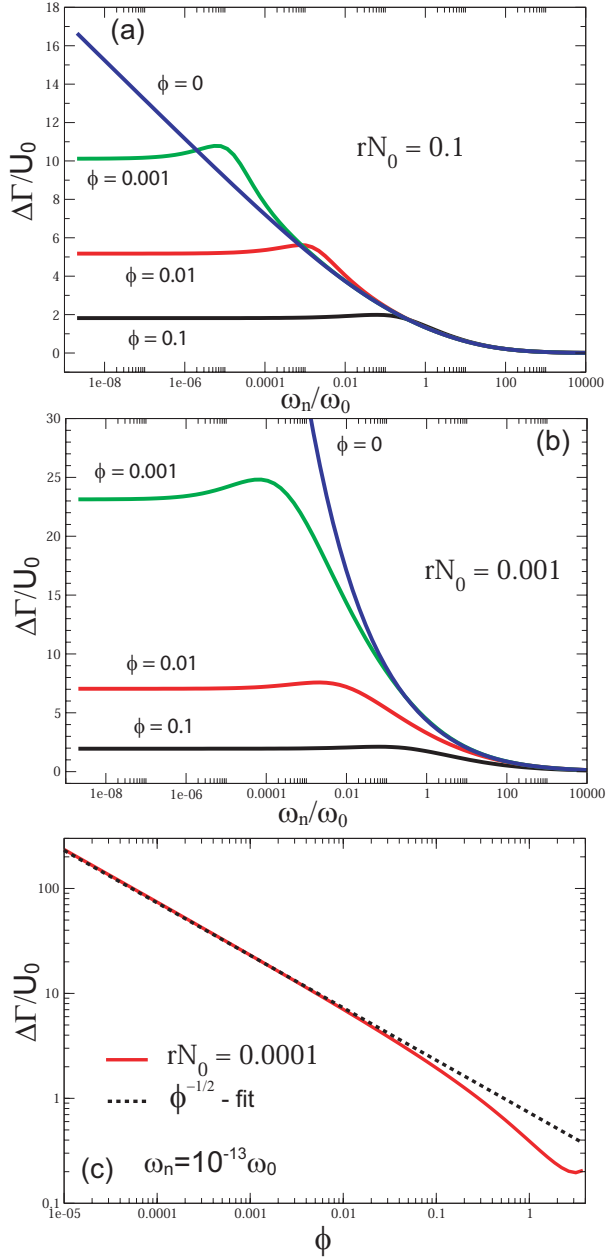 (a)
18
16
14
12
10
8
6
4
2
0
ΔΓ/U₀
ϕ = 0
ϕ = 0.001
ϕ = 0.01
ϕ = 0.1
rN₀ = 0.1
1e-08 1e-06 0.0001 0.01 1 100 10000
ωₙ/ω₀
(b)
30
25
20
15
10
5
0
ΔΓ/U₀
ϕ = 0
ϕ = 0.001
ϕ = 0.01
ϕ = 0.1
rN₀ = 0.001
1e-08 1e-06 0.0001 0.01 1 100 10000
ωₙ/ω₀
100
10
1
0.1
ΔΓ/U₀
rN₀ = 0.0001
ϕ⁻¹/² - fit
(c) ωₙ=10⁻¹³ω₀
1e-05 0.0001 0.001 0.01 0.1 1
ϕ